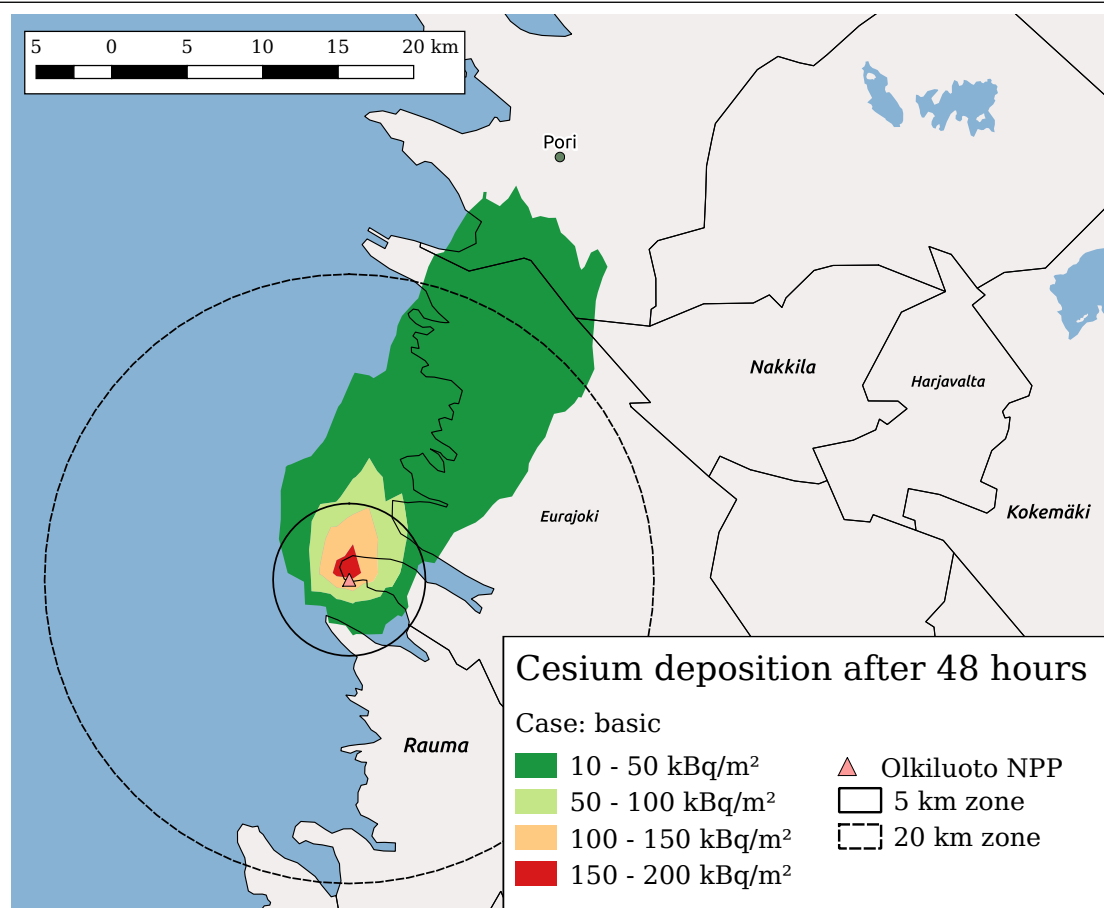 5 0 5 10 15 20 km
Pori
Nakkila
Harjavalta
Kokemäki
Eurajoki
Rauma
Cesium deposition after 48 hours
Case: basic
10 - 50 kBq/m²
50 - 100 kBq/m²
100 - 150 kBq/m²
150 - 200 kBq/m²
Olkiluoto NPP
5 km zone
20 km zone